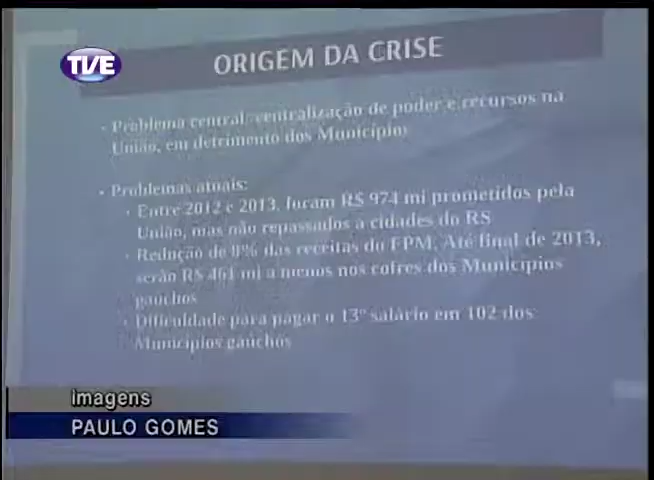 TVE
ORIGEM DA CRISE
• Problema central: centralização de poder e recursos na
União, em detrimento dos Municípios
• Problemas atuais:
• Entre 2012 e 2013, foram R$ 974 mi prometidos pela
União, mas não repassados a cidades do RS
• Redução de 8% das receitas do FPM. Até final de 2013,
serão R$ 461 mi a menos nos cofres dos Municípios
gaúchos
• Dificuldade para pagar o 13º salário em 102 dos
Municípios gaúchos
imagens
PAULO GOMES